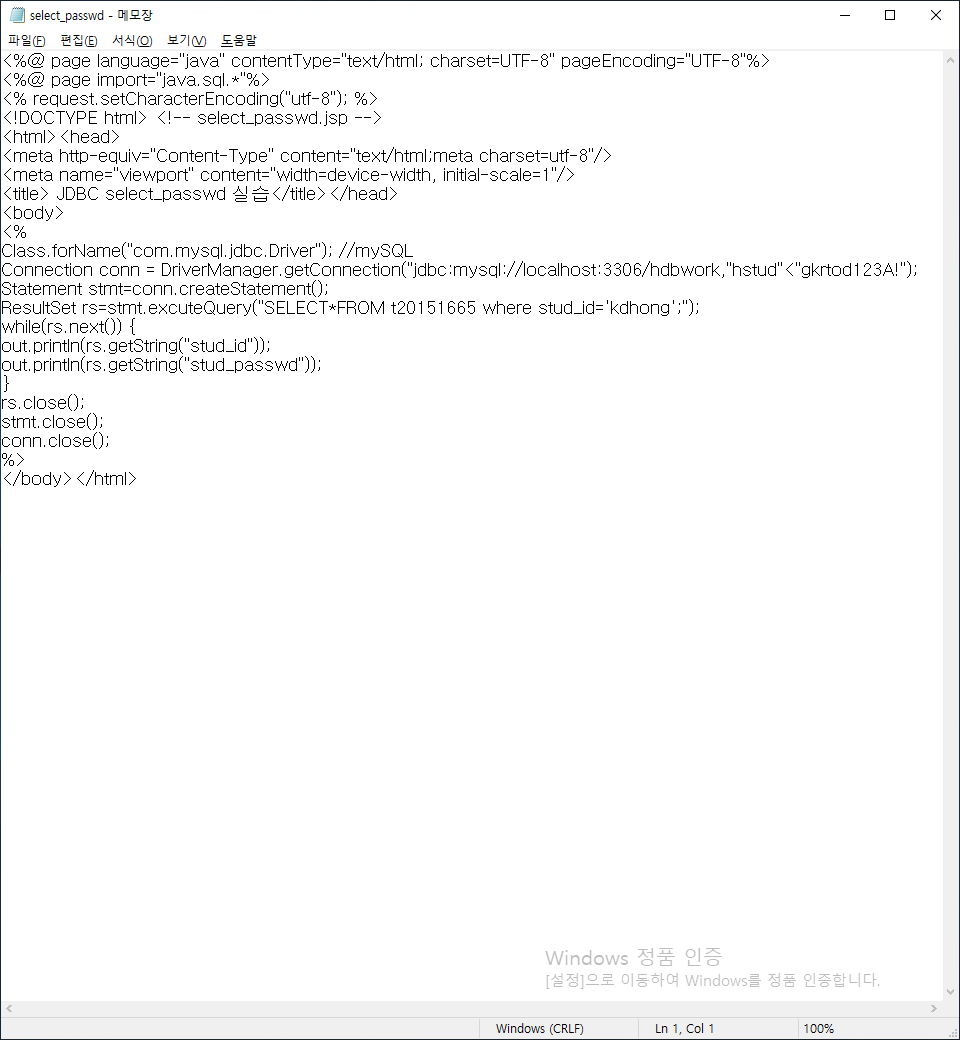 select_passwd - 메모장
파일(F) 편집(E) 서식(O) 보기(V) 도움말
<%@ page language="java" contentType="text/html; charset=UTF-8" pageEncoding="UTF-8"%>
<%@ page import="java.sql.*"%>
<% request.setCharacterEncoding("utf-8"); %>
<!DOCTYPE html> <!-- select_passwd.jsp -->
<html><head>
<meta http-equiv="Content-Type" content="text/html;meta charset=utf-8"/>
<meta name="viewport" content="width=device-width, initial-scale=1"/>
<title> JDBC select_passwd 실습</title></head>
<body>
<%
Class.forName("com.mysql.jdbc.Driver"); //mySQL
Connection conn = DriverManager.getConnection("jdbc:mysql://localhost:3306/hdbwork,"hstud"<"gkrtod123A!");
Statement stmt=conn.createStatement();
ResultSet rs=stmt.excuteQuery("SELECT*FROM t20151665 where stud_id='kdhong';");
while(rs.next()) {
out.println(rs.getString("stud_id"));
out.println(rs.getString("stud_passwd"));
}
rs.close();
stmt.close();
conn.close();
%>
</body></html>
Windows 정품 인증
[설정]으로 이동하여 Windows를 정품 인증합니다.
Windows (CRLF) Ln 1, Col 1 100%